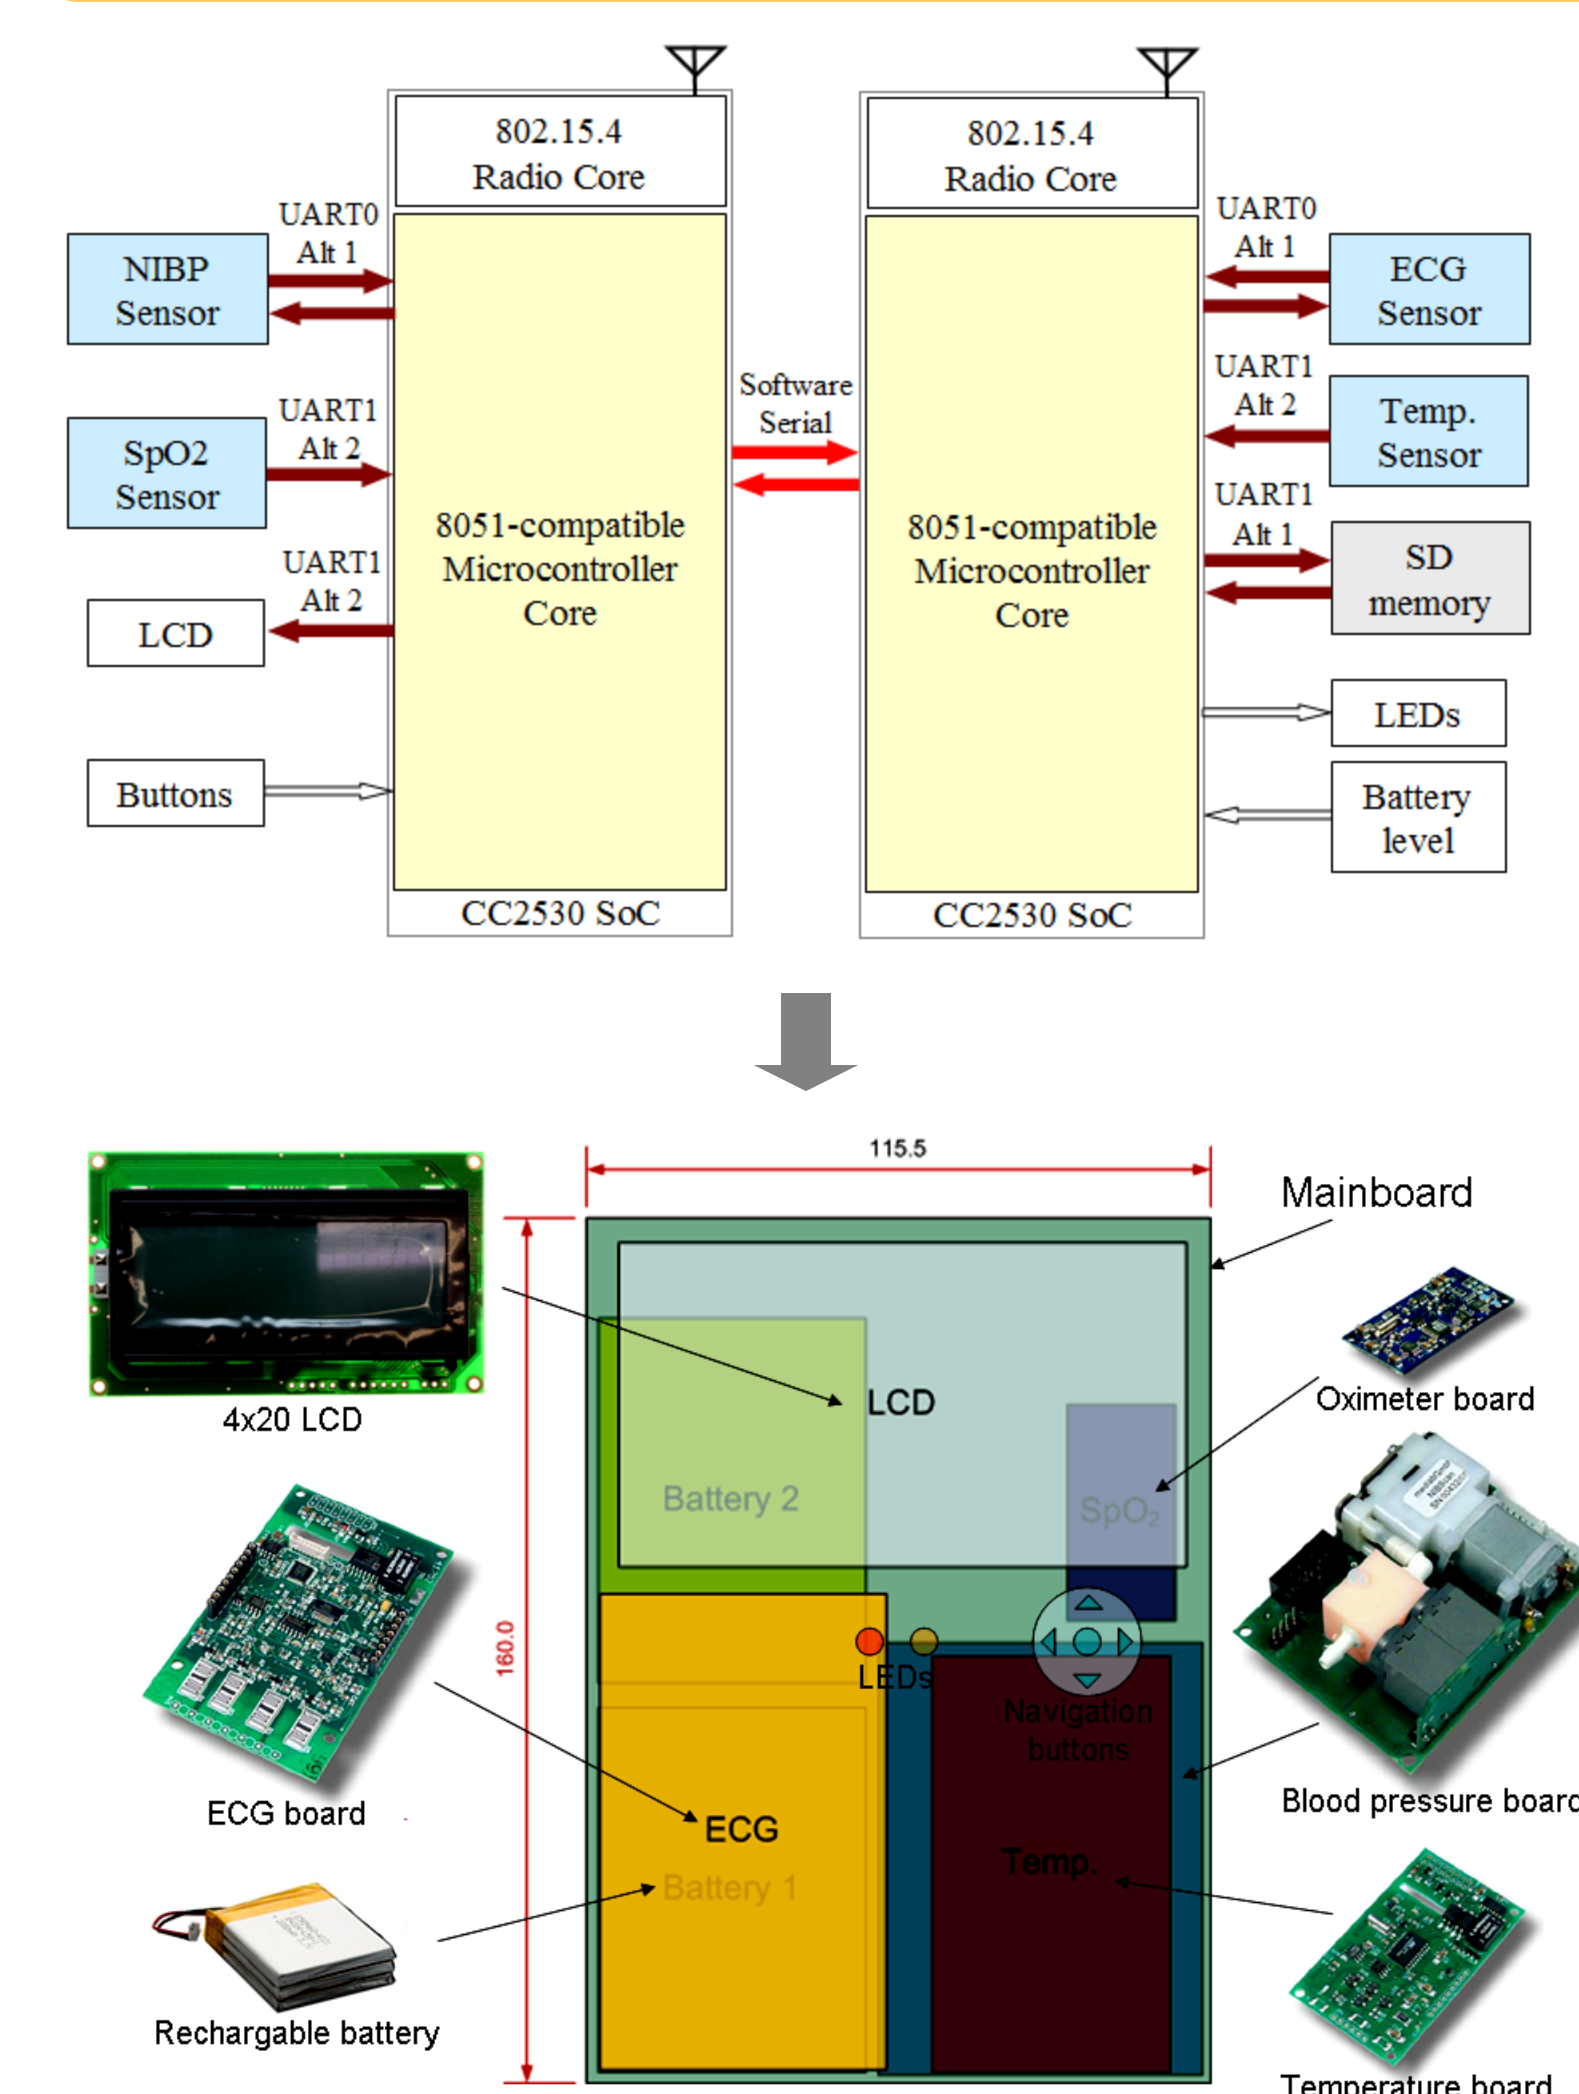 802.15.4
Radio Core
802.15.4
Radio Core
UART0
Alt 1
UART0
Alt 1
NIBP
Sensor
ECG
Sensor
UART1
Alt 2
Temp.
Sensor
Software
Serial
UART1
Alt 2
SpO2
Sensor
UART1
Alt 1
SD
memory
8051-compatible
Microcontroller
Core
8051-compatible
Microcontroller
Core
UART1
Alt 2
LCD
LEDs
Buttons
Battery
level
CC2530 SoC
CC2530 SoC
115.5
Mainboard
160.0
4x20 LCD
LCD
Oximeter board
Battery 2
SpO₂
LEDs
Navigation
buttons
ECG board
ECG
Blood pressure board
Battery 1
Temp.
Rechargable battery
Temperature board